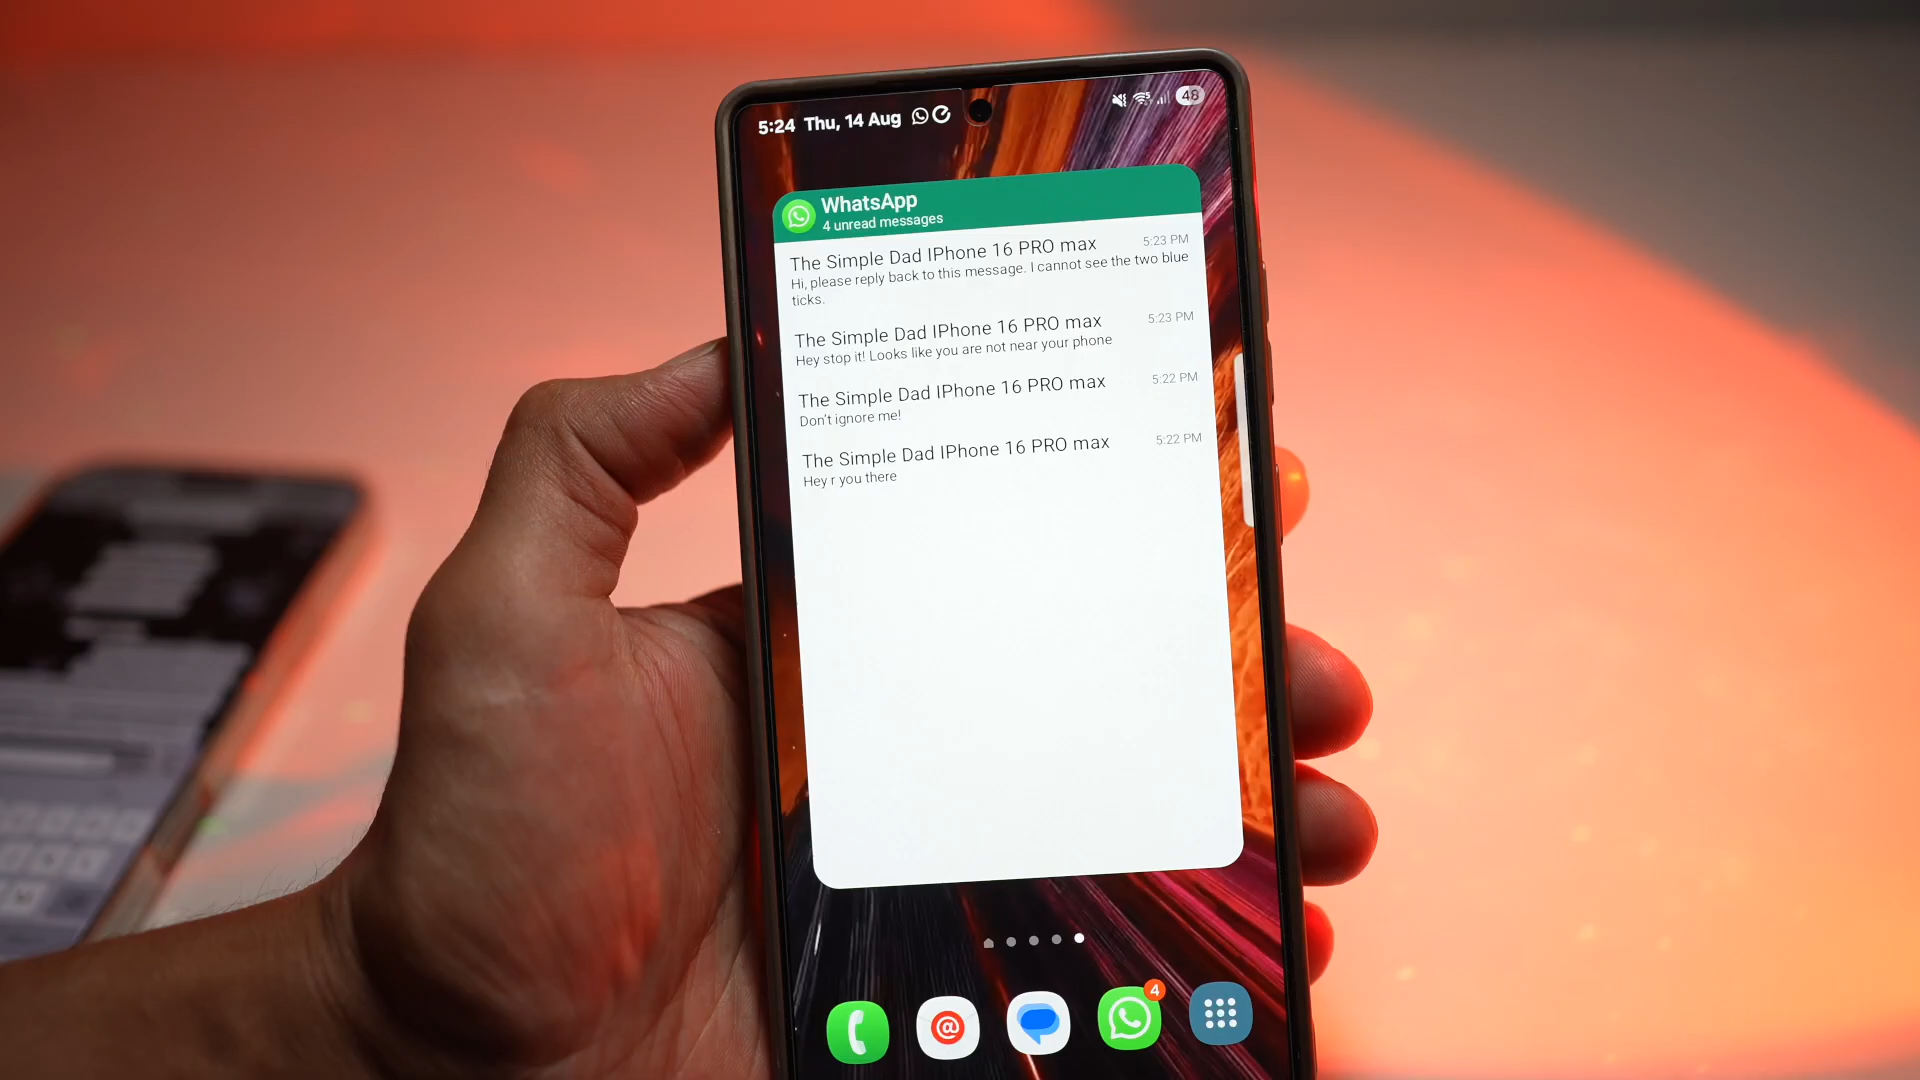 5:24 Thu, 14 Aug
48
WhatsApp
4 unread messages
The Simple Dad IPhone 16 PRO max 5:23 PM
Hi, please reply back to this message. I cannot see the two blue
ticks.
The Simple Dad IPhone 16 PRO max 5:23 PM
Hey stop it! Looks like you are not near your phone
The Simple Dad IPhone 16 PRO max 5:22 PM
Don't ignore me!
The Simple Dad IPhone 16 PRO max 5:22 PM
Hey r you there
4
@